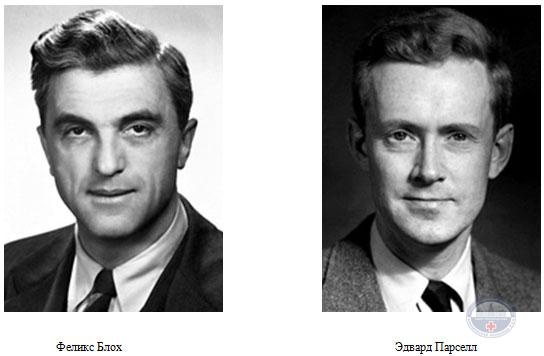 Феликс Блох
Эдвард Парселл